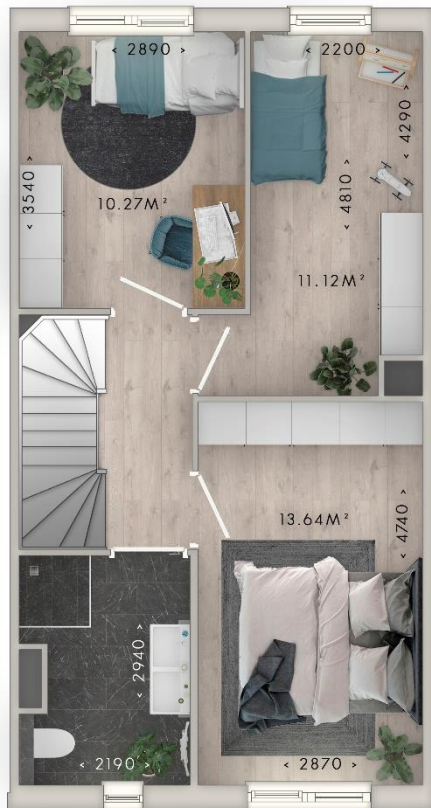 < 2890 >
< 2200 >
< 4290 >
< 3540 >
< 4810 >
10.27M²
11.12M²
13.64M²
< 4740 >
< 2940 >
< 2190 >
< 2870 >